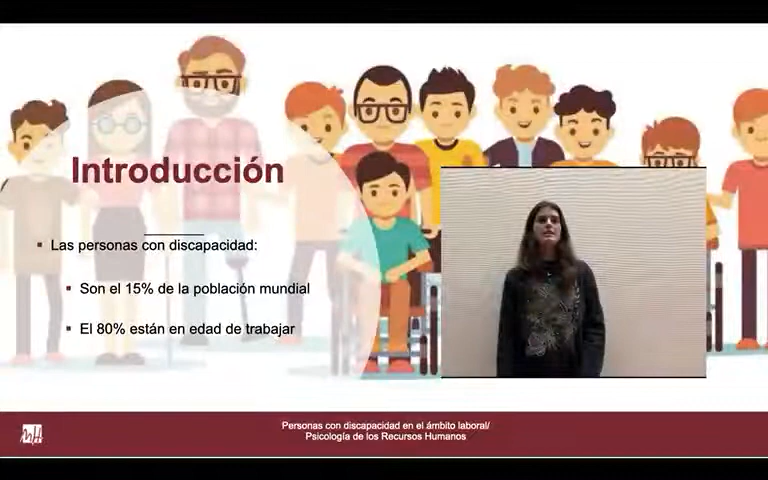 Introducción
Las personas con discapacidad:
Son el 15% de la población mundial
El 80% están en edad de trabajar
Personas con discapacidad en el ámbito laboral/
Psicología de los Recursos Humanos